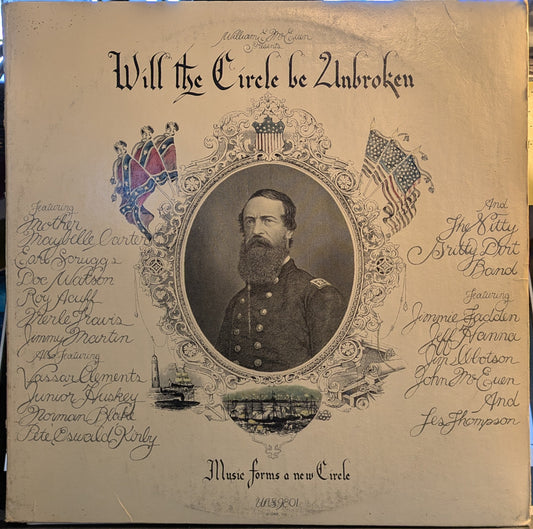 William E. McEuen
Presents
Will the Circle be Unbroken
Featuring
Mother
Maybelle Carter
Earl Scruggs
Doc Watson
Roy Acuff
Merle Travis
Jimmy Martin
And Featuring
Vassar Clements
Junior Huskey
Norman Blake
Pete Oswald Kirby
And
The Nitty
Gritty Dirt
Band
Featuring
Jimmie Fadden
Jeff Hanna
Jim Ibbotson
John McEuen
And
Les Thompson
Music forms a new Circle
UAS 9801